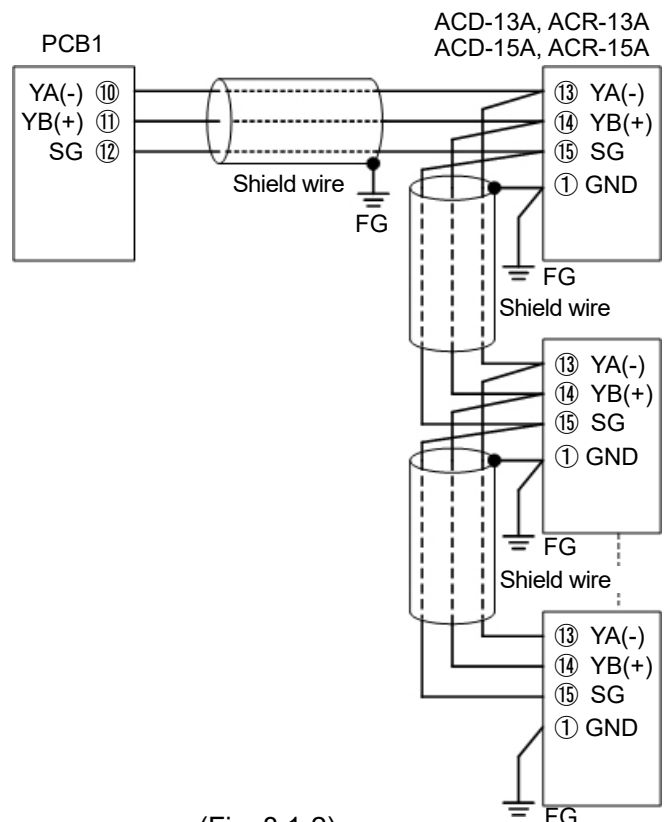 ACD-13A, ACR-13A
ACD-15A, ACR-15A
PCB1
YA(-) ⑩
YB(+) ⑪
SG ⑫
Shield wire
FG
⑬ YA(-)
⑭ YB(+)
⑮ SG
① GND
FG
Shield wire
⑬ YA(-)
⑭ YB(+)
⑮ SG
① GND
FG
Shield wire
⑬ YA(-)
⑭ YB(+)
⑮ SG
① GND
FG